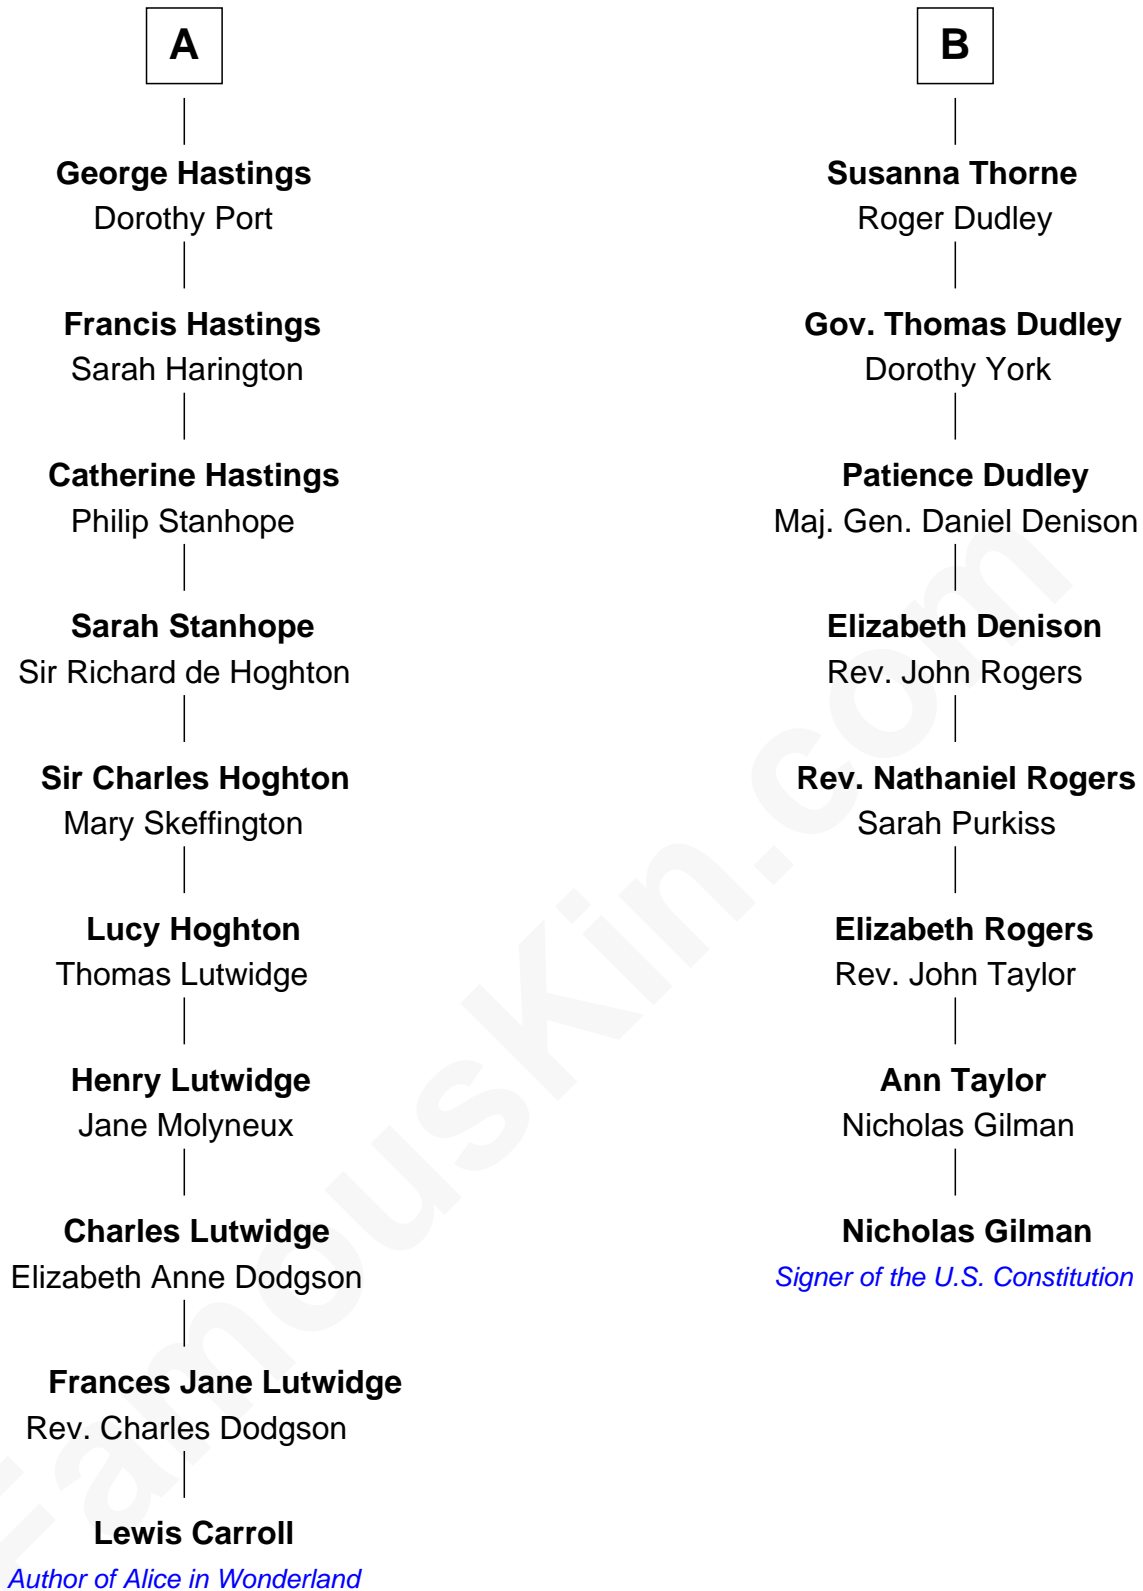 A
George Hastings
Dorothy Port
Francis Hastings
Sarah Harington
Catherine Hastings
Philip Stanhope
Sarah Stanhope
Sir Richard de Hoghton
Sir Charles Hoghton
Mary Skeffington
Lucy Hoghton
Thomas Lutwidge
Henry Lutwidge
Jane Molyneux
Charles Lutwidge
Elizabeth Anne Dodgson
Frances Jane Lutwidge
Rev. Charles Dodgson
Lewis Carroll
Author of Alice in Wonderland
B
Susanna Thorne
Roger Dudley
Gov. Thomas Dudley
Dorothy York
Patience Dudley
Maj. Gen. Daniel Denison
Elizabeth Denison
Rev. John Rogers
Rev. Nathaniel Rogers
Sarah Purkiss
Elizabeth Rogers
Rev. John Taylor
Ann Taylor
Nicholas Gilman
Nicholas Gilman
Signer of the U.S. Constitution
FamousKin.com